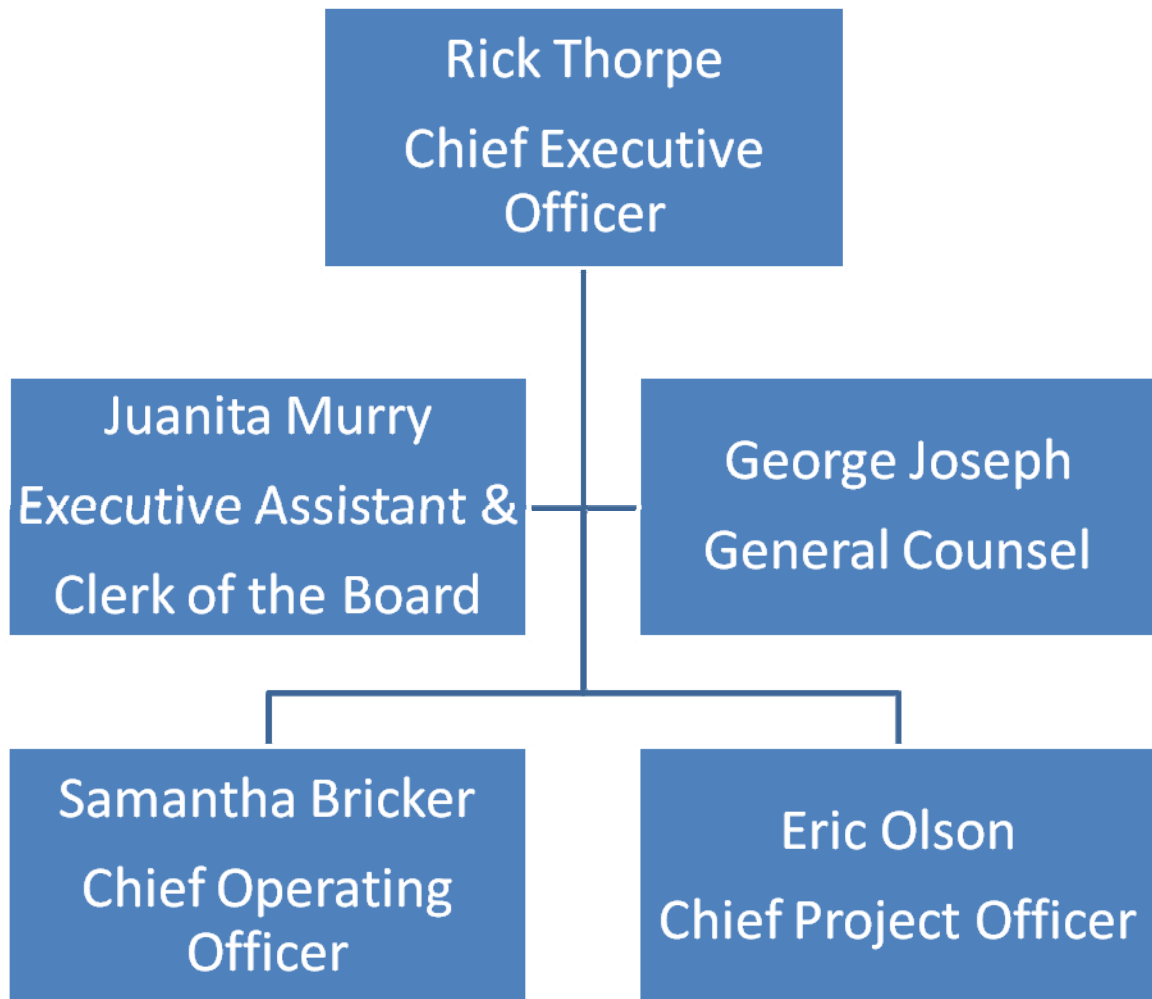 Rick Thorpe
Chief Executive
Officer
Juanita Murry
Executive Assistant &
Clerk of the Board
George Joseph
General Counsel
Samantha Bricker
Chief Operating
Officer
Eric Olson
Chief Project Officer